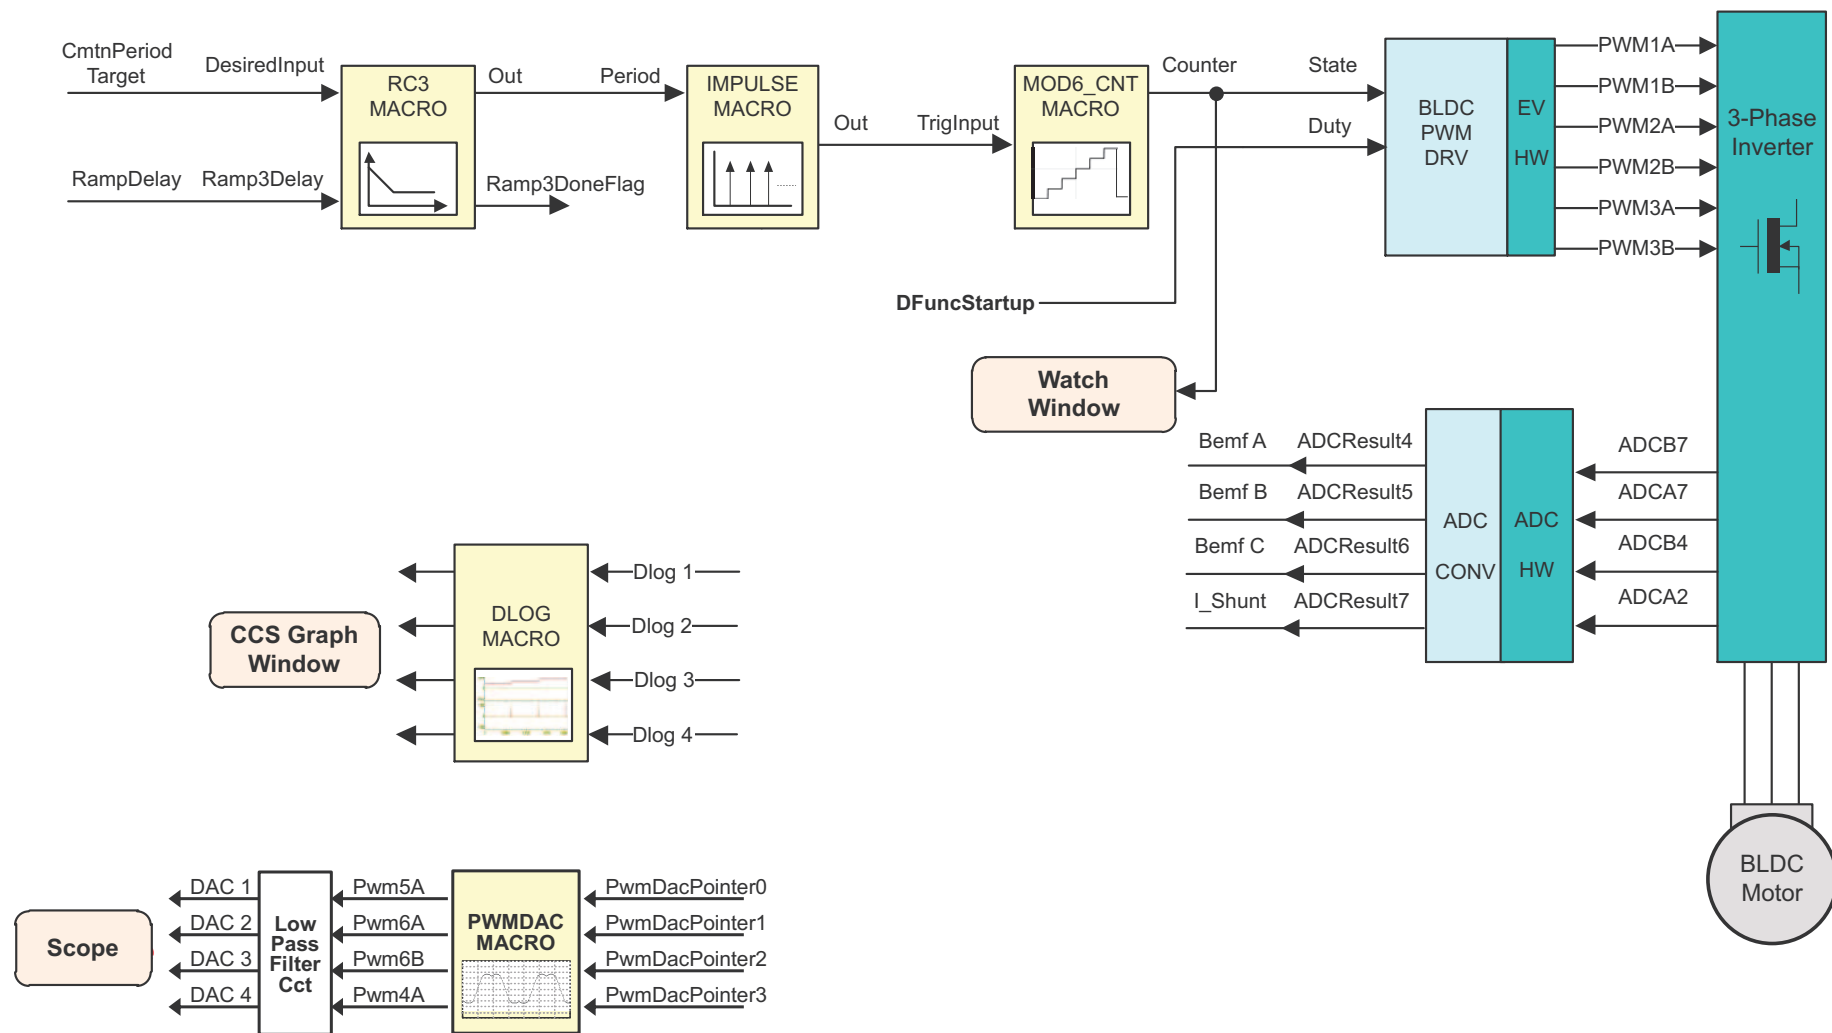 CmtnPeriod
Target
DesiredInput
RampDelay
Ramp3Delay
RC3
MACRO
Out
Period
Ramp3DoneFlag
IMPULSE
MACRO
Out
TrigInput
MOD6_CNT
MACRO
Counter
State
Duty
DFuncStartup
Watch
Window
BLDC
PWM
DRV
EV
HW
PWM1A
PWM1B
PWM2A
PWM2B
PWM3A
PWM3B
3-Phase
Inverter
Bemf A
ADCResult4
Bemf B
ADCResult5
Bemf C
ADCResult6
I_Shunt
ADCResult7
ADC
CONV
ADC
HW
ADCB7
ADCA7
ADCB4
ADCA2
CCS Graph
Window
DLOG
MACRO
Dlog 1
Dlog 2
Dlog 3
Dlog 4
BLDC
Motor
Scope
DAC 1
DAC 2
DAC 3
DAC 4
Low
Pass
Filter
Cct
Pwm5A
Pwm6A
Pwm6B
Pwm4A
PWMDAC
MACRO
PwmDacPointer0
PwmDacPointer1
PwmDacPointer2
PwmDacPointer3